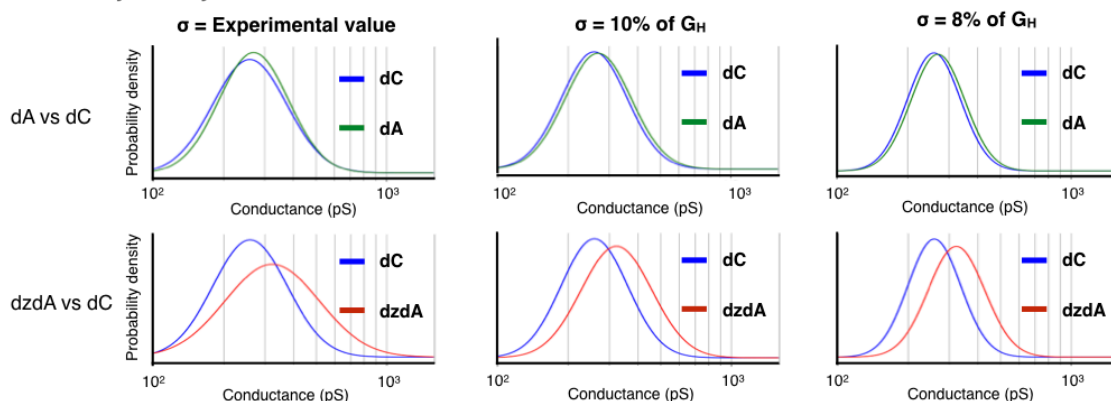 σ = Experimental value
σ = 10% of G_H
σ = 8% of G_H
dA vs dC
Probability density
dC
dA
10²
10³
Conductance (pS)
dC
dA
10²
10³
Conductance (pS)
dC
dA
10²
10³
Conductance (pS)
dzdA vs dC
Probability density
dC
dzdA
10²
10³
Conductance (pS)
dC
dzdA
10²
10³
Conductance (pS)
dC
dzdA
10²
10³
Conductance (pS)